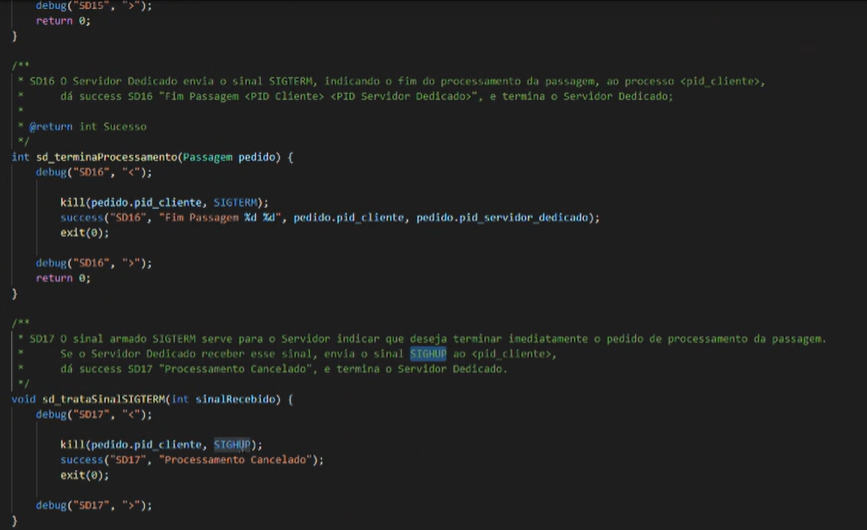 debug("SD15", ">");
return 0;
}
/**
* SD16 O Servidor Dedicado envia o sinal SIGTERM, indicando o fim do processamento da passagem, ao processo <pid_cliente>,
* dá success SD16 "Fim Passagem <PID Cliente> <PID Servidor Dedicado>", e termina o Servidor Dedicado;
*
* @return int Sucesso
*/
int sd_terminaProcessamento(Passagem pedido) {
debug("SD16", "<");
kill(pedido.pid_cliente, SIGTERM);
success("SD16", "Fim Passagem %d %d", pedido.pid_cliente, pedido.pid_servidor_dedicado);
exit(0);
debug("SD16", ">");
return 0;
}
/**
* SD17 O sinal armado SIGTERM serve para o Servidor indicar que deseja terminar imediatamente o pedido de processamento da passagem.
* Se o Servidor Dedicado receber esse sinal, envia o sinal SIGHUP ao <pid_cliente>,
* dá success SD17 "Processamento Cancelado", e termina o Servidor Dedicado.
*/
void sd_trataSinalSIGTERM(int sinalRecebido) {
debug("SD17", "<");
kill(pedido.pid_cliente, SIGHUP);
success("SD17", "Processamento Cancelado");
exit(0);
debug("SD17", ">");
}